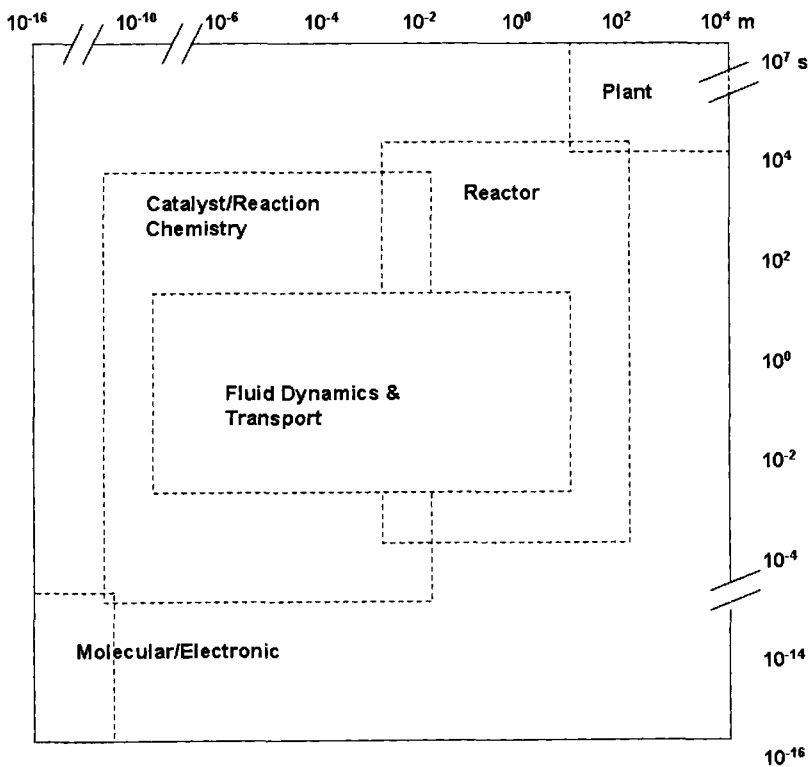 10⁻¹⁶ 10⁻¹⁰ 10⁻⁶ 10⁻⁴ 10⁻² 10⁰ 10² 10⁴ m
10⁷ s
Plant
10⁴
Reactor
Catalyst/Reaction
Chemistry
10²
10⁰
Fluid Dynamics &
Transport
10⁻²
10⁻⁴
Molecular/Electronic
10⁻¹⁴
10⁻¹⁶